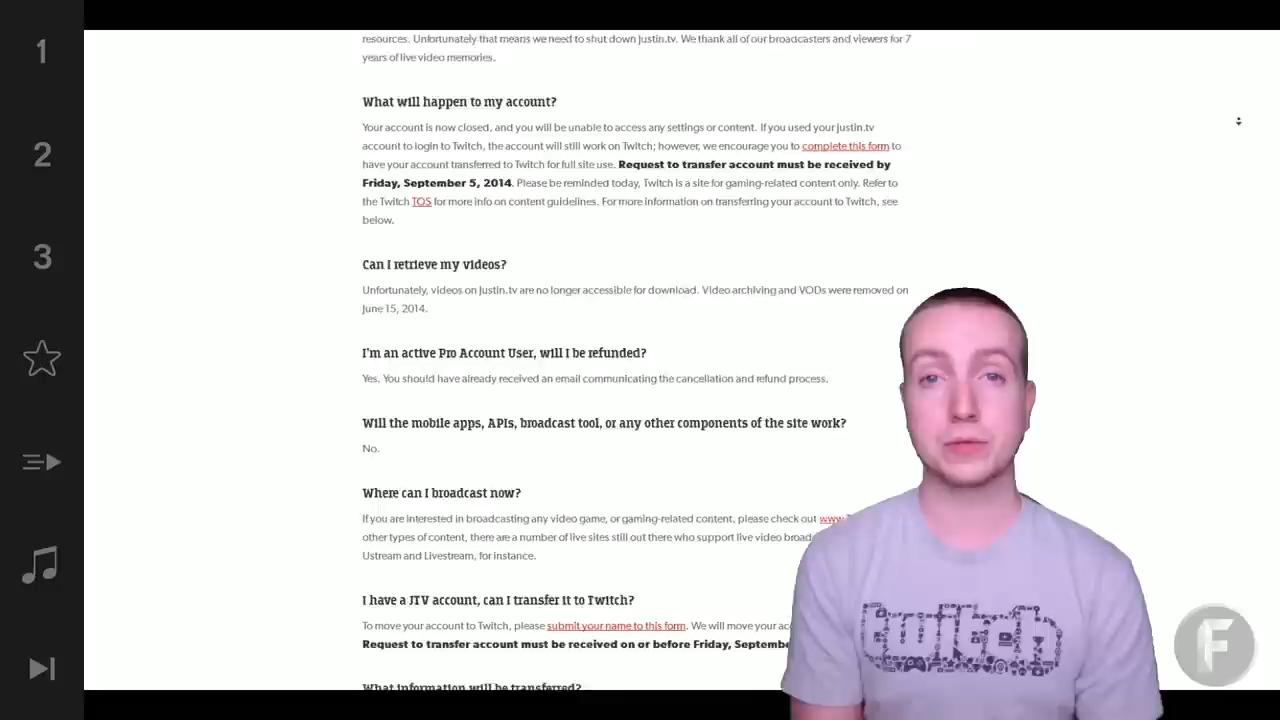 1
2
3
resources. Unfortunately that means we need to shut down Justin.tv. We thank all of our broadcasters and viewers for 7
years of live video memories.
What will happen to my account?
Your account is now closed, and you will be unable to access any settings or content. If you used your Justin.tv
account to login to Twitch, the account will still work on Twitch; however, we encourage you to complete this form to
have your account transferred to Twitch for full site use. Request to transfer account must be received by
Friday, September 5, 2014. Please be reminded today, Twitch is a site for gaming-related content only. Refer to
the Twitch TOS for more info on content guidelines. For more information on transferring your account to Twitch, see
below.
Can I retrieve my videos?
Unfortunately, videos on Justin.tv are no longer accessible for download. Video archiving and VODs were removed on
June 15, 2014.
I'm an active Pro Account User, will I be refunded?
Yes. You should have already received an email communicating the cancellation and refund process.
Will the mobile apps, APIs, broadcast tool, or any other components of the site work?
No.
Where can I broadcast now?
If you are interested in broadcasting any video game, or gaming-related content, please check out www.
other types of content, there are a number of live sites still out there who support live video broad
Ustream and Livestream, for instance.
I have a JTV account, can I transfer it to Twitch?
To move your account to Twitch, please submit your name to this form. We will move your ac
Request to transfer account must be received on or before Friday, Septembe
What information will be transferred?
twitch
F